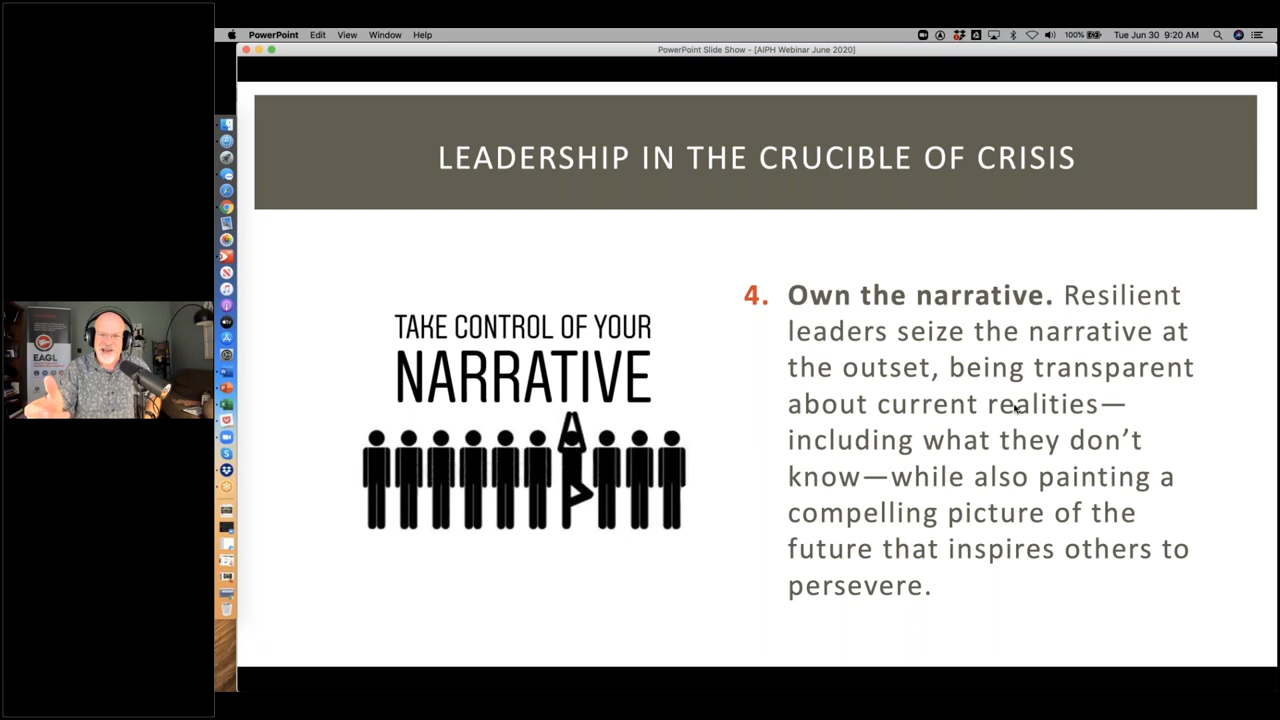 PowerPoint Edit View Window Help
100% Tue Jun 30 9:20 AM
PowerPoint Slide Show - [AIPH Webinar June 2020]
LEADERSHIP IN THE CRUCIBLE OF CRISIS
EAGL
TAKE CONTROL OF YOUR
NARRATIVE
4. Own the narrative. Resilient
leaders seize the narrative at
the outset, being transparent
about current realities—
including what they don’t
know—while also painting a
compelling picture of the
future that inspires others to
persevere.